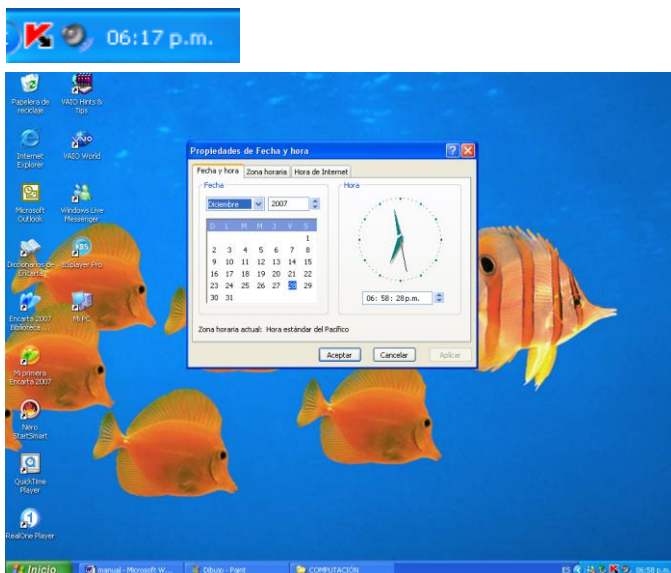 06:17 p.m.
Papelera de
reciclaje
VAIO Hints &
Tips
Internet
Explorer
VAIO World
Microsoft
Outlook
Windows Live
Messenger
Diccionarios de
Encarta
BSplayer Pro
Encarta 2007
Biblioteca ...
Mi PC
Mi primera
Encarta 2007
Nero
StartSmart
QuickTime
Player
RealOne Player
Propiedades de Fecha y hora
Fecha y hora Zona horaria Hora de Internet
Fecha
Diciembre 2007
D L M M J V S
1
2 3 4 5 6 7 8
9 10 11 12 13 14 15
16 17 18 19 20 21 22
23 24 25 26 27 28 29
30 31
Hora
06: 58: 28 p.m.
Zona horaria actual: Hora estándar del Pacífico
Aceptar Cancelar Aplicar
Inicio manual - Microsoft W... Dibujo - Paint COMPUTACIÓN ES 06:58 p.m.